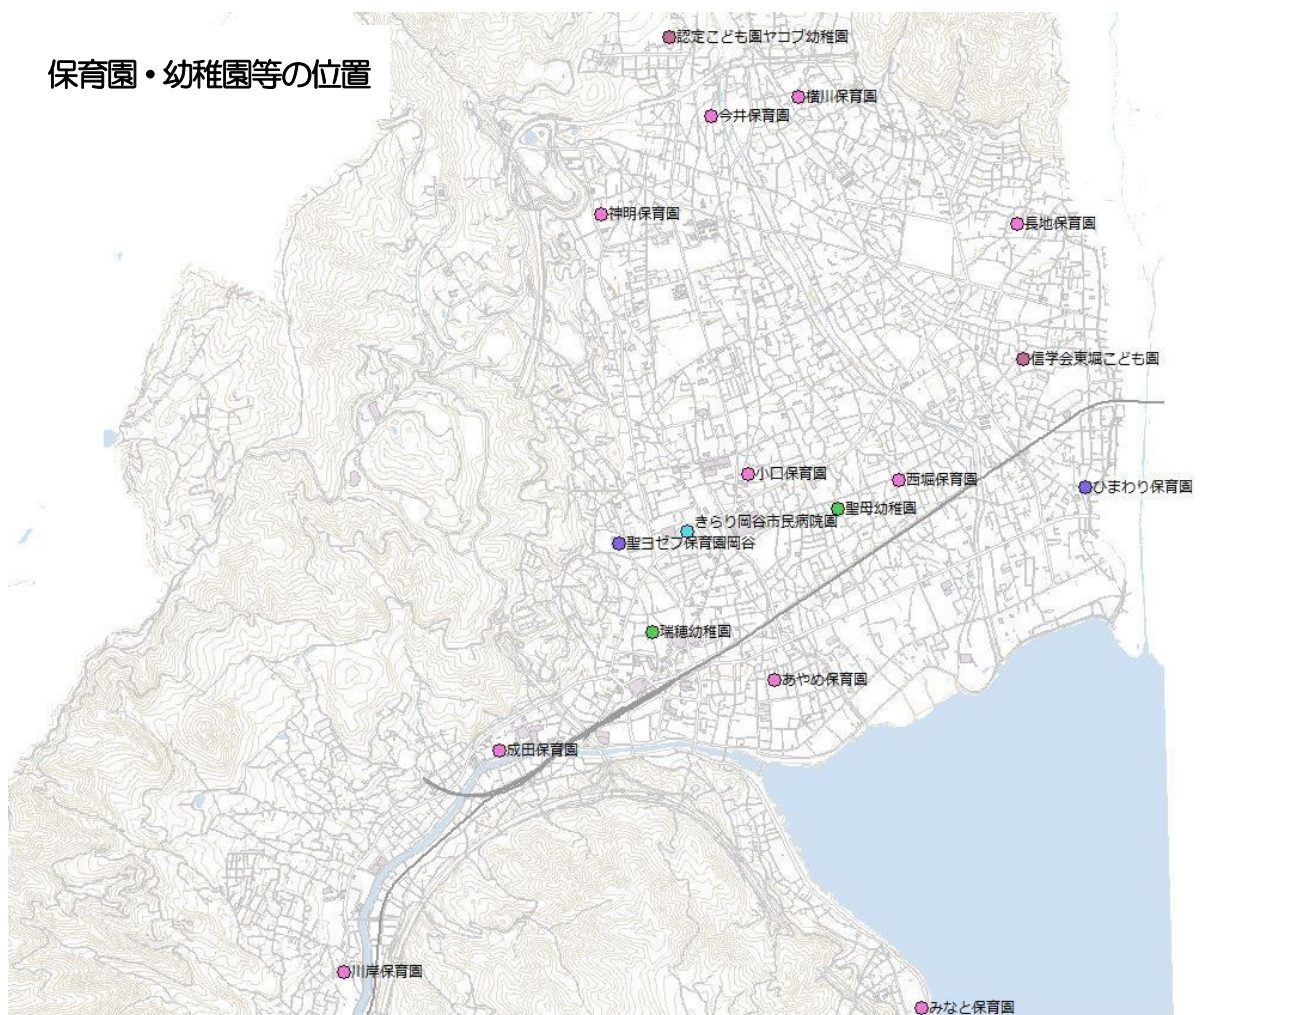 保育園・幼稚園等の位置
認定こども園ヤコブ幼稚園
横川保育園
今井保育園
神明保育園
長地保育園
信学会東堀こども園
小口保育園
西堀保育園
ひまわり保育園
聖母幼稚園
きらり岡谷市民病院園
聖ヨゼフ保育園岡谷
瑞穂幼稚園
あやめ保育園
成田保育園
川岸保育園
みなと保育園